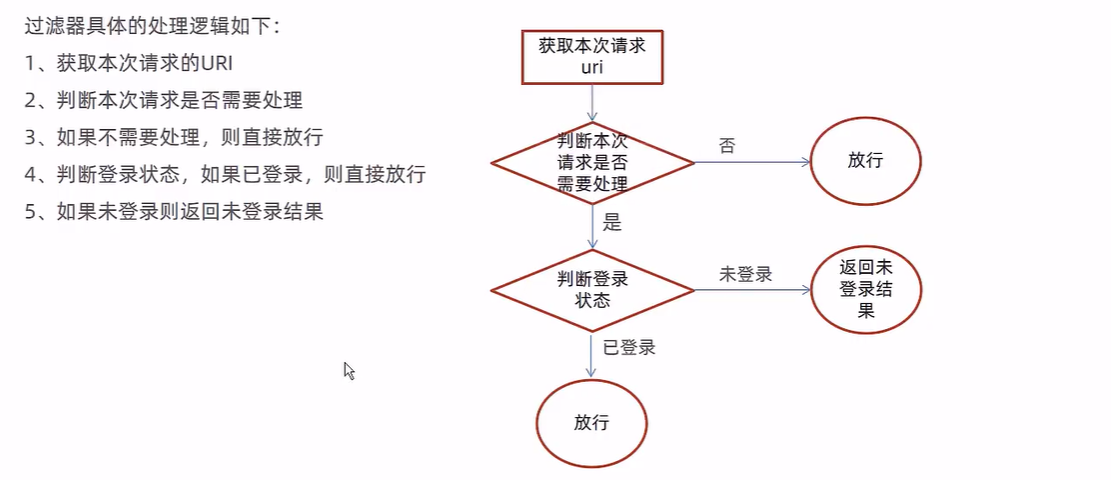 过滤器具体的处理逻辑如下：
1、获取本次请求的URI
2、判断本次请求是否需要处理
3、如果不需要处理，则直接放行
4、判断登录状态，如果已登录，则直接放行
5、如果未登录则返回未登录结果
获取本次请求
uri
判断本次
请求是否
需要处理
否
放行
是
判断登录
状态
未登录
返回未
登录结
果
已登录
放行